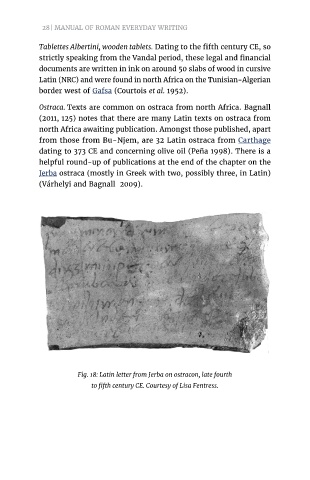 28 | MANUAL OF ROMAN EVERYDAY WRITING
Tablettes Albertini, wooden tablets. Dating to the fifth century CE, so
strictly speaking from the Vandal period, these legal and financial
documents are written in ink on around 50 slabs of wood in cursive
Latin (NRC) and were found in north Africa on the Tunisian-Algerian
border west of Gafsa (Courtois et al. 1952).
Ostraca. Texts are common on ostraca from north Africa. Bagnall
(2011, 125) notes that there are many Latin texts on ostraca from
north Africa awaiting publication. Amongst those published, apart
from those from Bu-Njem, are 32 Latin ostraca from Carthage
dating to 373 CE and concerning olive oil (Peña 1998). There is a
helpful round-up of publications at the end of the chapter on the
Jerba ostraca (mostly in Greek with two, possibly three, in Latin)
(Várhelyi and Bagnall 2009).
Fig. 18: Latin letter from Jerba on ostracon, late fourth
to fifth century CE. Courtesy of Lisa Fentress.